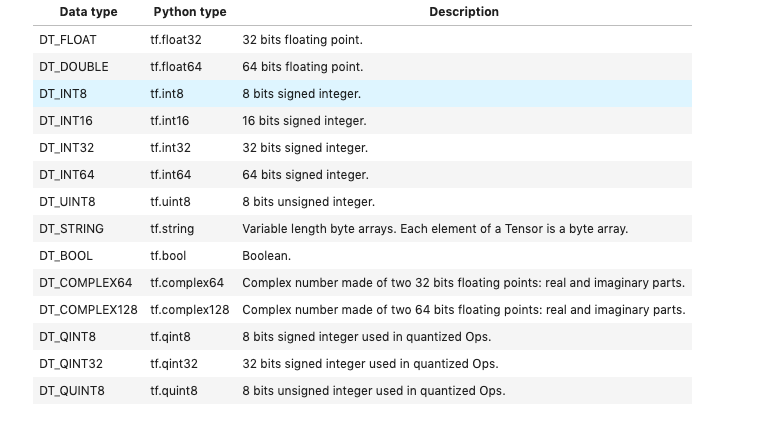 Data type Python type Description
DT_FLOAT tf.float32 32 bits floating point.
DT_DOUBLE tf.float64 64 bits floating point.
DT_INT8 tf.int8 8 bits signed integer.
DT_INT16 tf.int16 16 bits signed integer.
DT_INT32 tf.int32 32 bits signed integer.
DT_INT64 tf.int64 64 bits signed integer.
DT_UINT8 tf.uint8 8 bits unsigned integer.
DT_STRING tf.string Variable length byte arrays. Each element of a Tensor is a byte array.
DT_BOOL tf.bool Boolean.
DT_COMPLEX64 tf.complex64 Complex number made of two 32 bits floating points: real and imaginary parts.
DT_COMPLEX128 tf.complex128 Complex number made of two 64 bits floating points: real and imaginary parts.
DT_QINT8 tf.qint8 8 bits signed integer used in quantized Ops.
DT_QINT32 tf.qint32 32 bits signed integer used in quantized Ops.
DT_QUINT8 tf.quint8 8 bits unsigned integer used in quantized Ops.